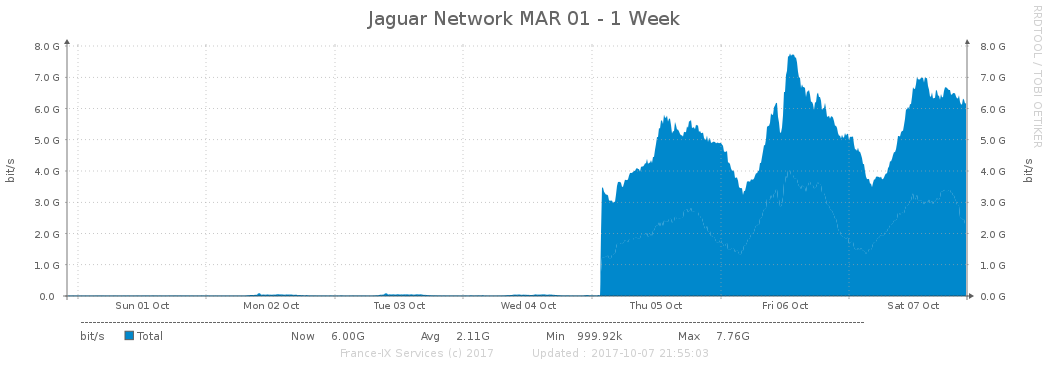 Jaguar Network MAR 01 - 1 Week
RRDTOOL / TOBI OETIKER
bit/s
8.0 G 8.0 G
7.0 G 7.0 G
6.0 G 6.0 G
5.0 G 5.0 G
4.0 G 4.0 G
3.0 G 3.0 G
2.0 G 2.0 G
1.0 G 1.0 G
0.0 0.0 G
bit/s
Sun 01 Oct Mon 02 Oct Tue 03 Oct Wed 04 Oct Thu 05 Oct Fri 06 Oct Sat 07 Oct
bit/s Total Now 6.00G Avg 2.11G Min 999.92k Max 7.76G
France-IX Services (c) 2017 Updated : 2017-10-07 21:55:03